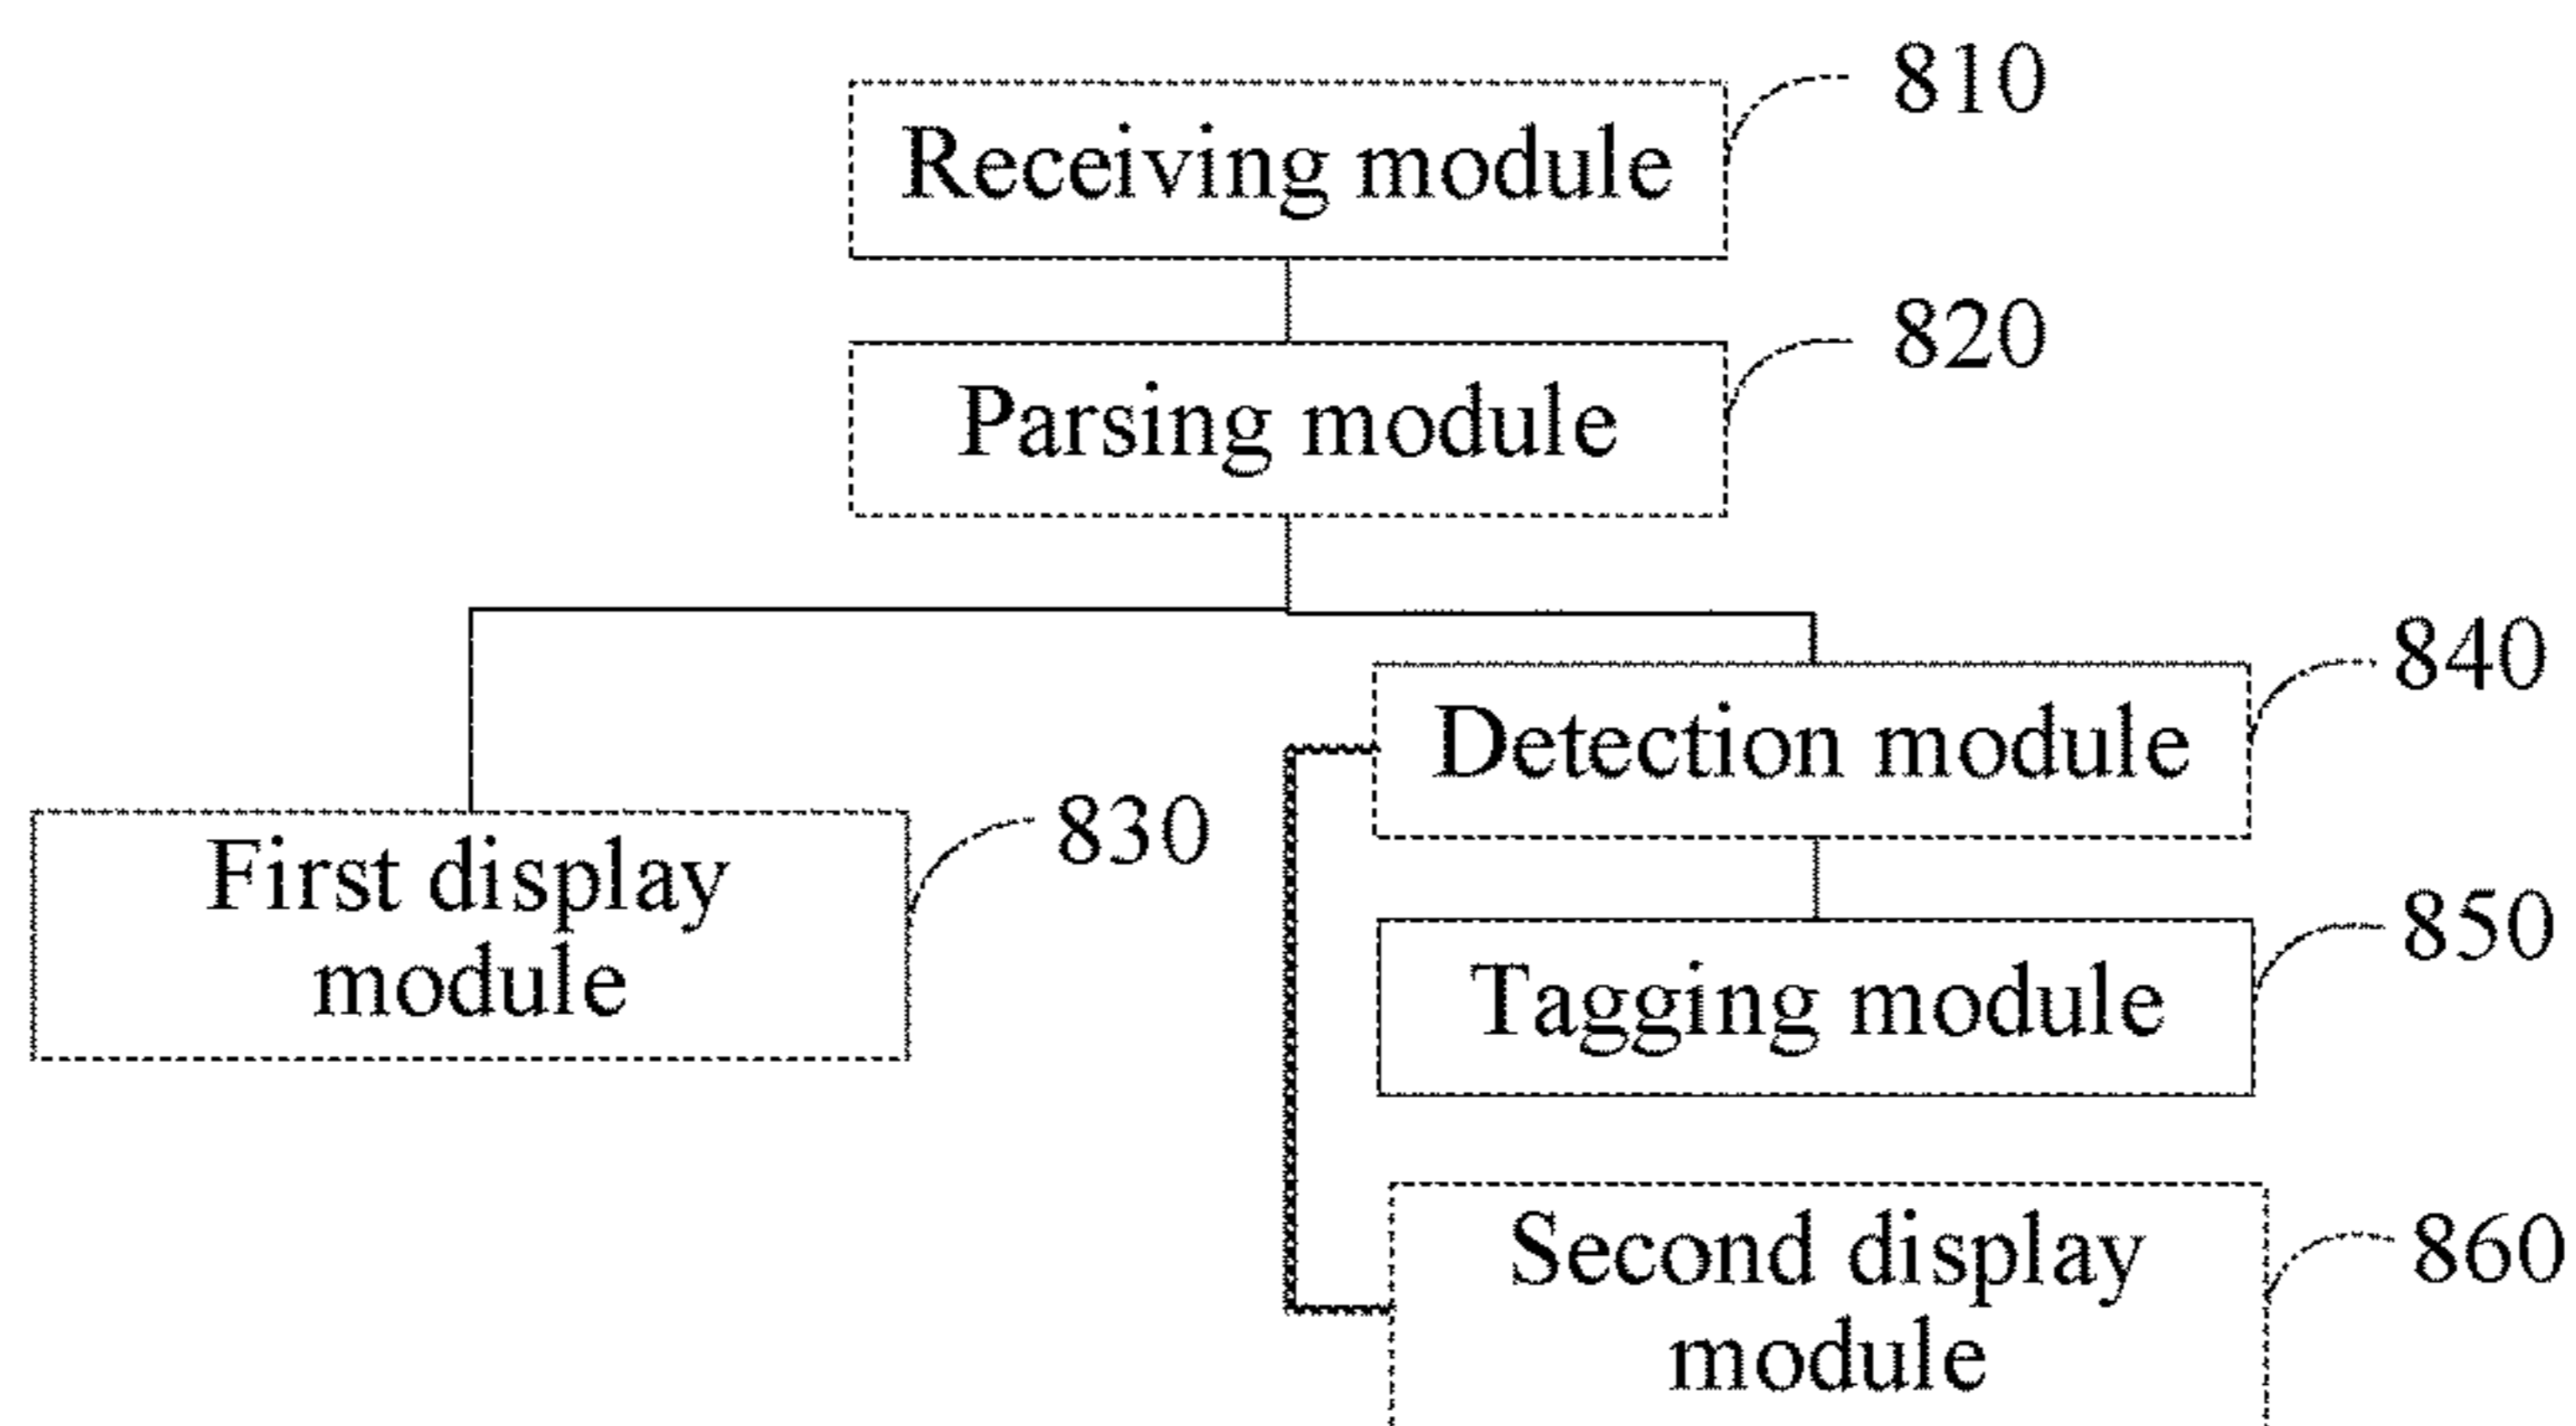 Receiving module
810
Parsing module
820
Detection module
840
First display
module
830
Tagging module
850
Second display
module
860